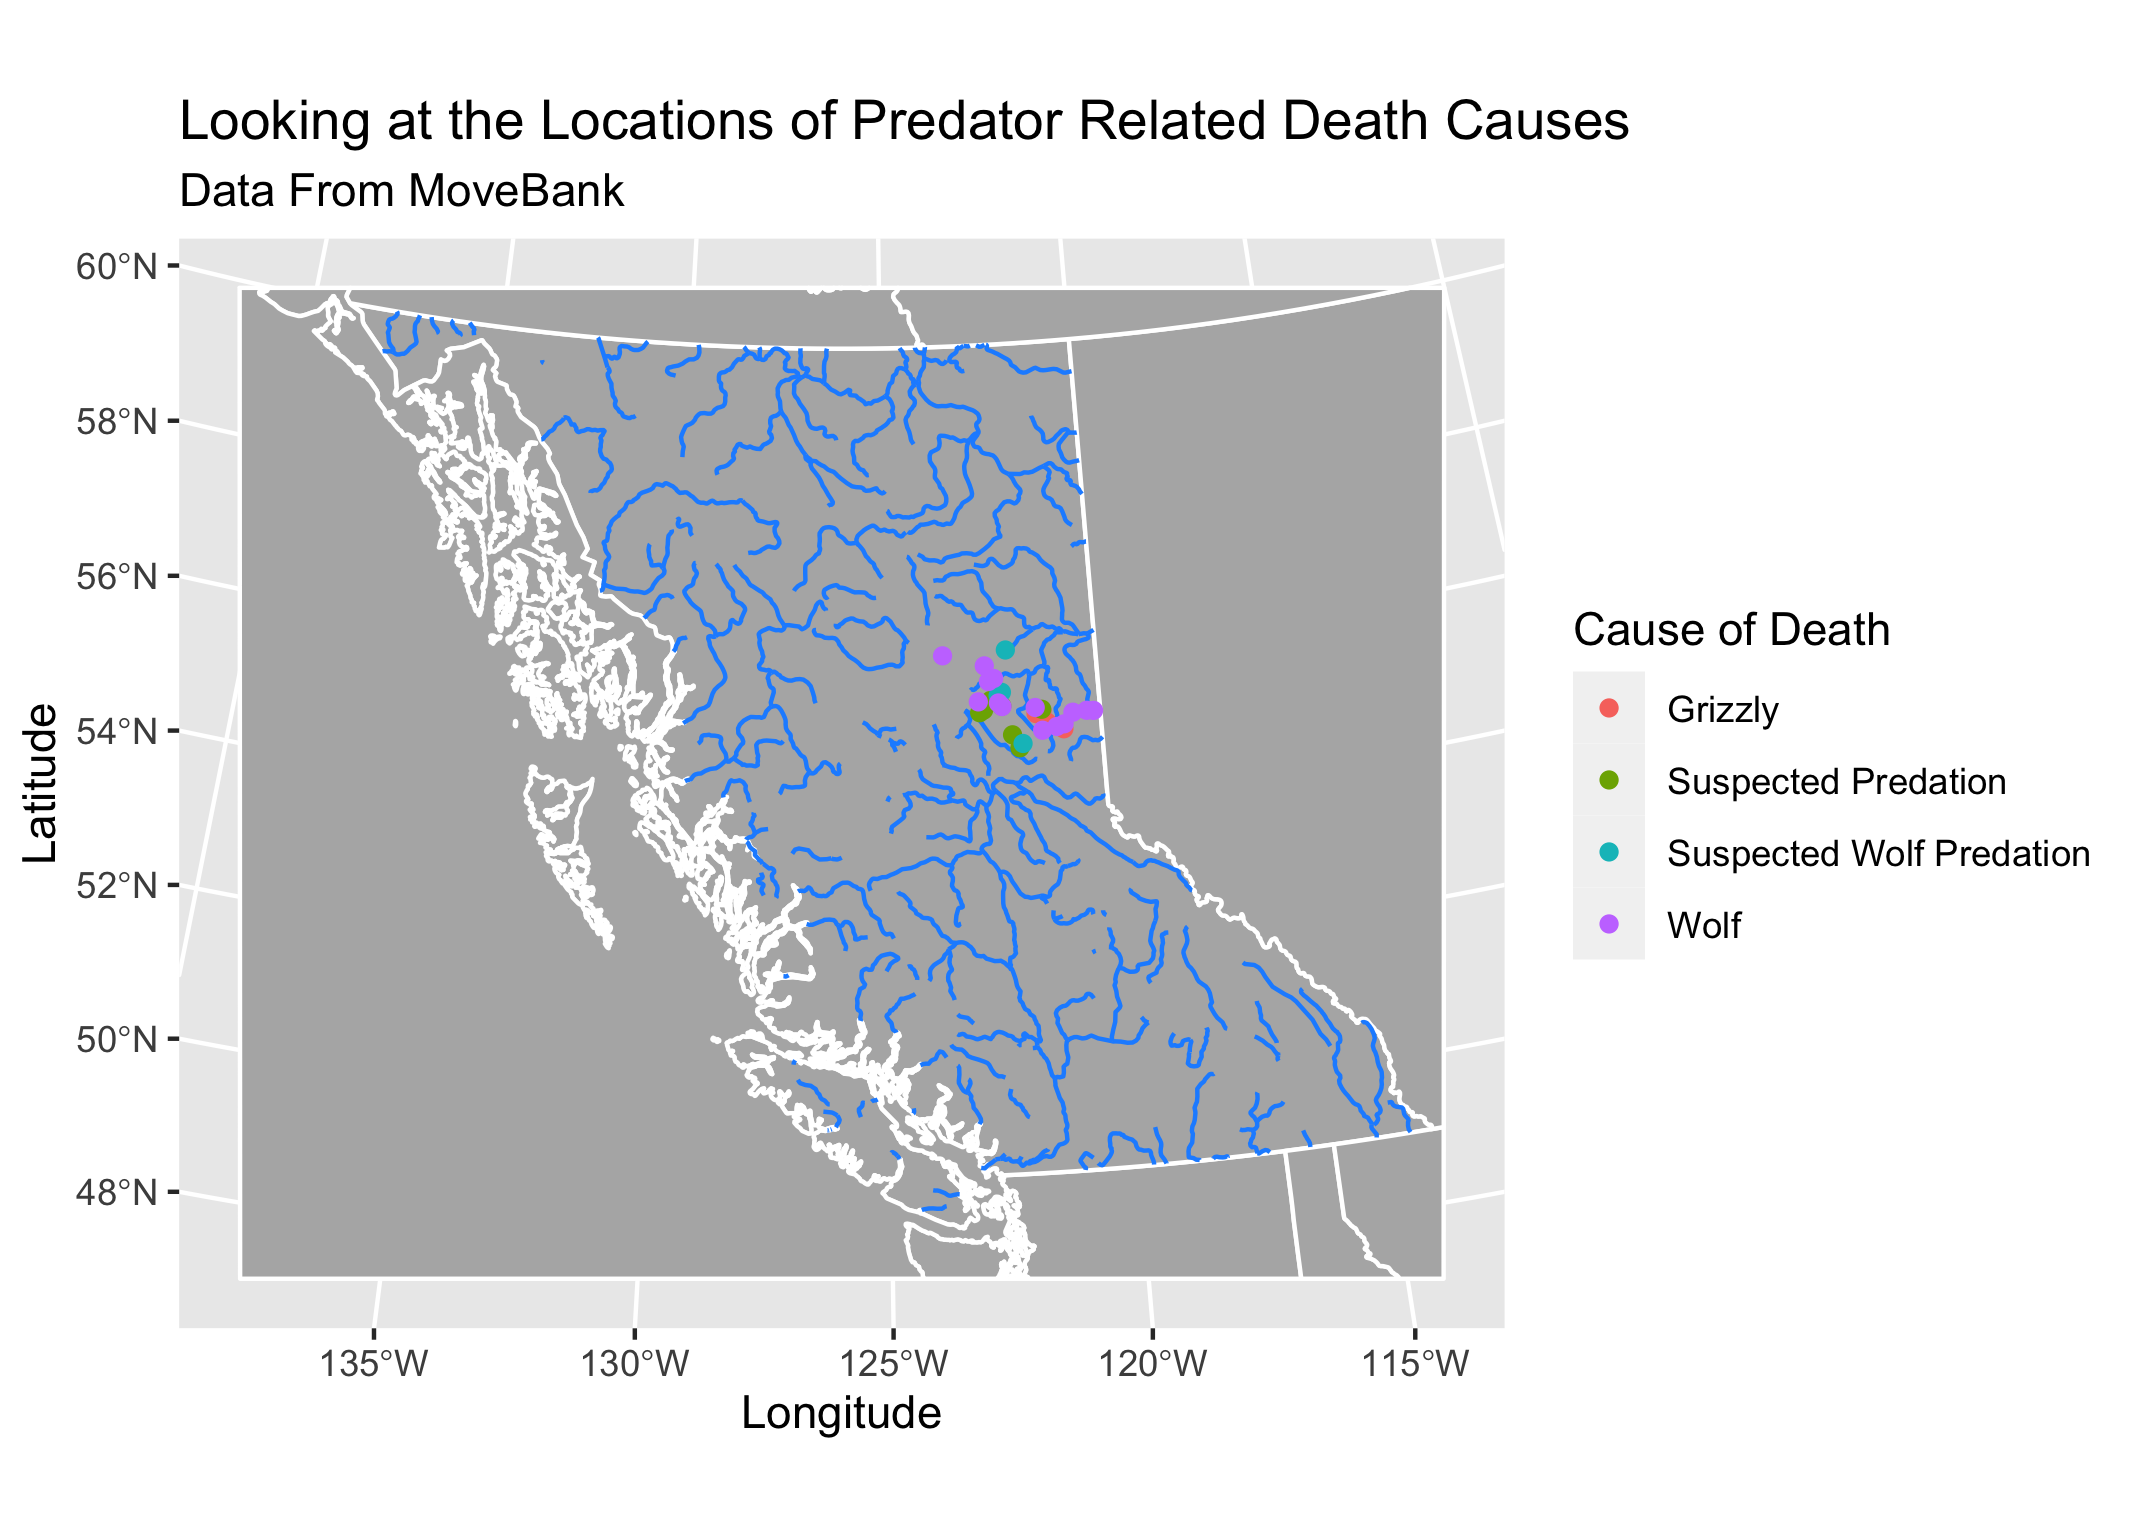 Looking at the Locations of Predator Related Death Causes
Data From MoveBank
60°N
58°N
56°N
54°N
52°N
50°N
48°N
Latitude
135°W
130°W
125°W
120°W
115°W
Longitude
Cause of Death
Grizzly
Suspected Predation
Suspected Wolf Predation
Wolf